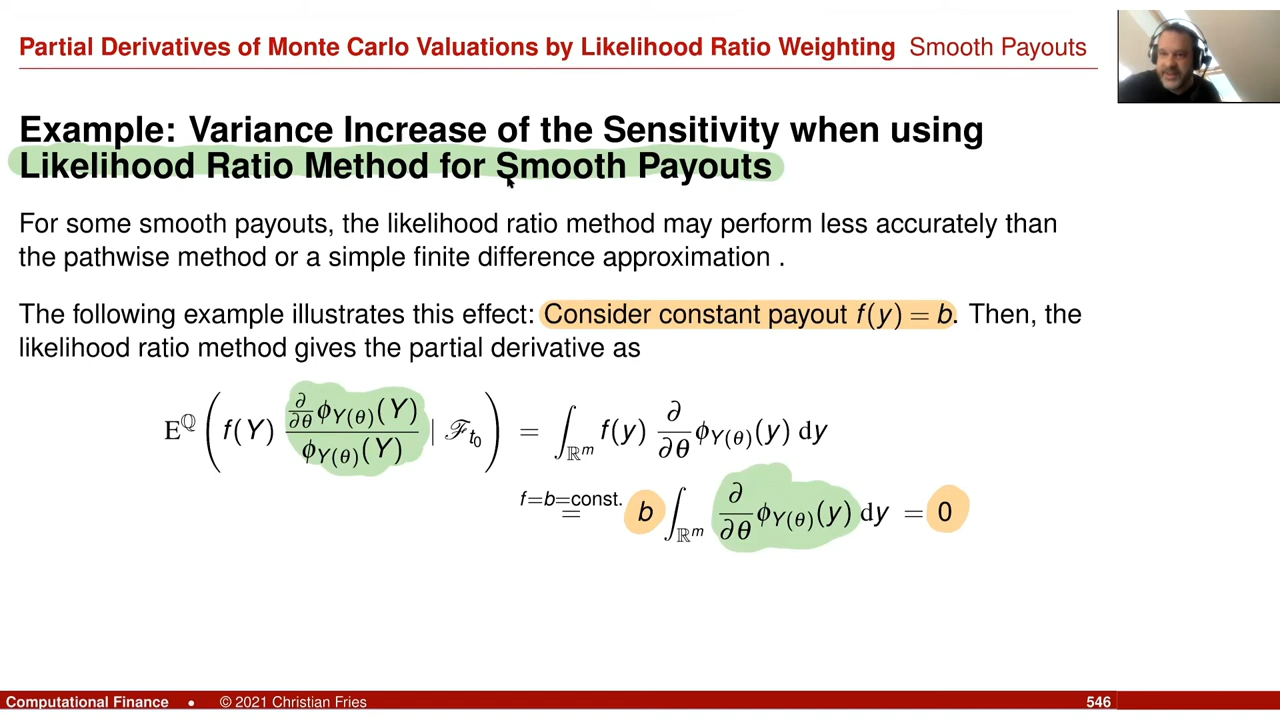 Partial Derivatives of Monte Carlo Valuations by Likelihood Ratio Weighting Smooth Payouts
Example: Variance Increase of the Sensitivity when using
Likelihood Ratio Method for Smooth Payouts
For some smooth payouts, the likelihood ratio method may perform less accurately than
the pathwise method or a simple finite difference approximation .
The following example illustrates this effect: Consider constant payout f(y) = b. Then, the
likelihood ratio method gives the partial derivative as
E^ℚ ( f(Y) (∂/∂θ ϕ_{Y(θ)}(Y)) / (ϕ_{Y(θ)}(Y)) | ℱ_{t_0} ) = ∫_{ℝ^m} f(y) ∂/∂θ ϕ_{Y(θ)}(y) dy
f=b=const. = b ∫_{ℝ^m} ∂/∂θ ϕ_{Y(θ)}(y) dy = 0
Computational Finance • © 2021 Christian Fries 546